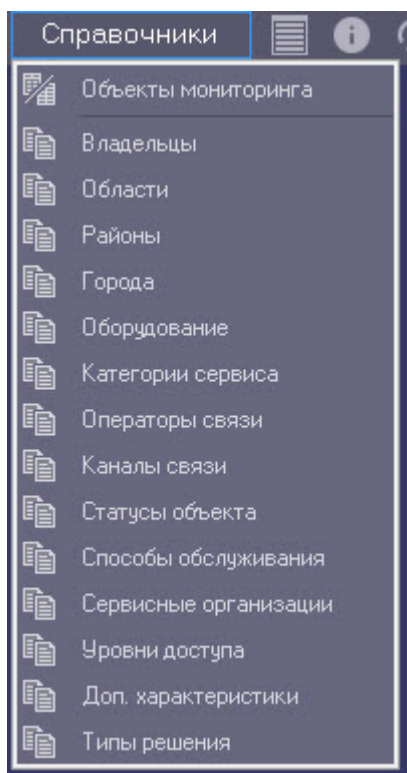 Справочники
Объекты мониторинга
Владельцы
Области
Районы
Города
Оборудование
Категории сервиса
Операторы связи
Каналы связи
Статусы объекта
Способы обслуживания
Сервисные организации
Уровни доступа
Доп. характеристики
Типы решения